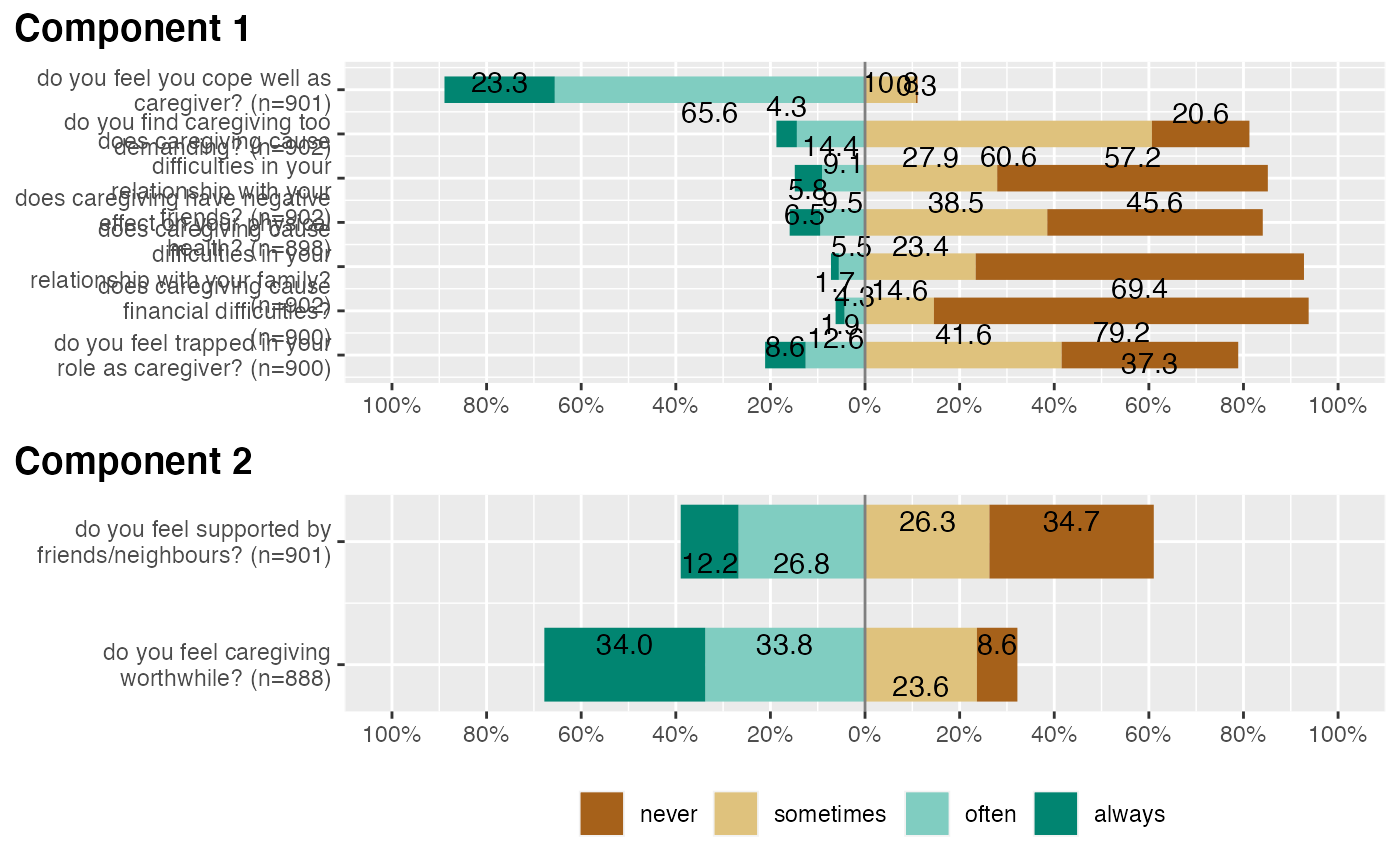 Component 1
do you feel you cope well as
caregiver? (n=901)
do you find caregiving too
demanding? (n=902)
does caregiving cause
difficulties in your
relationship with your
friends? (n=902)
does caregiving have negative
effect on your physical
health? (n=898)
does caregiving cause
difficulties in your
relationship with your family?
(n=902)
does caregiving cause
financial difficulties?
(n=900)
do you feel trapped in your
role as caregiver? (n=900)
23.3
65.6
10.8
0.3
4.3
14.4
60.6
20.6
5.8
9.1
27.9
57.2
6.5
9.5
38.5
45.6
1.7
5.5
23.4
69.4
1.9
4.3
14.6
79.2
8.6
12.6
41.6
37.3
100% 80% 60% 40% 20% 0% 20% 40% 60% 80% 100%
Component 2
do you feel supported by
friends/neighbours? (n=901)
12.2
26.8
26.3
34.7
do you feel caregiving
worthwhile? (n=888)
34.0
33.8
23.6
8.6
100% 80% 60% 40% 20% 0% 20% 40% 60% 80% 100%
never sometimes often always